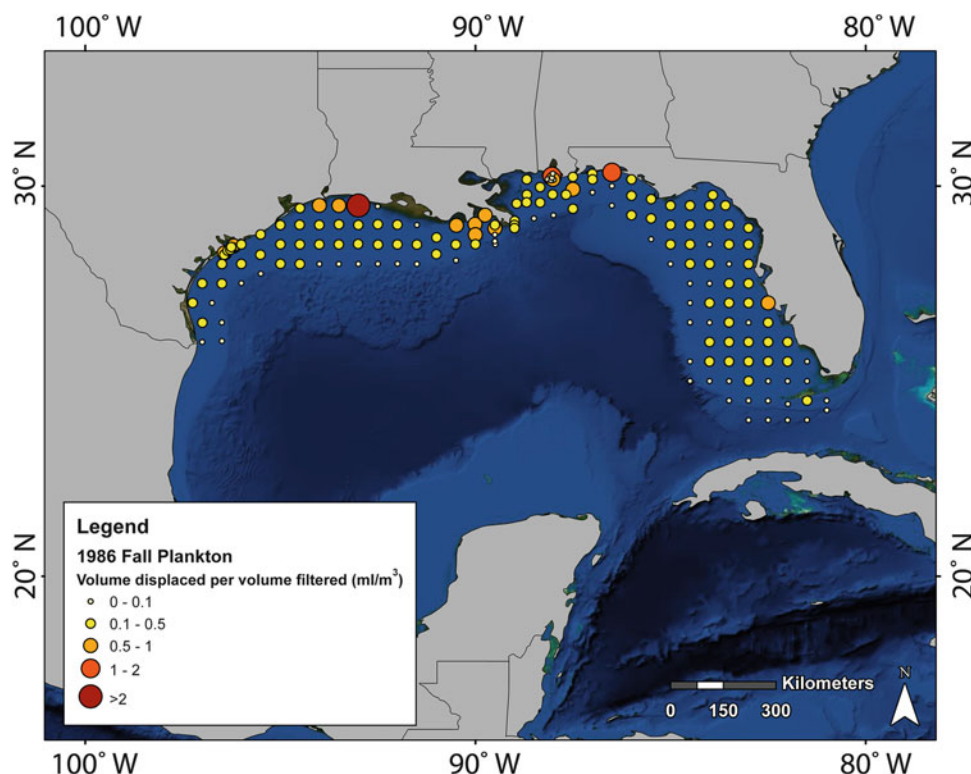 100° W 90° W 80° W
30° N 30° N
20° N 20° N
Legend
1986 Fall Plankton
Volume displaced per volume filtered (ml/m³)
0 - 0.1
0.1 - 0.5
0.5 - 1
1 - 2
>2
Kilometers
0 150 300
N
100° W 90° W 80° W